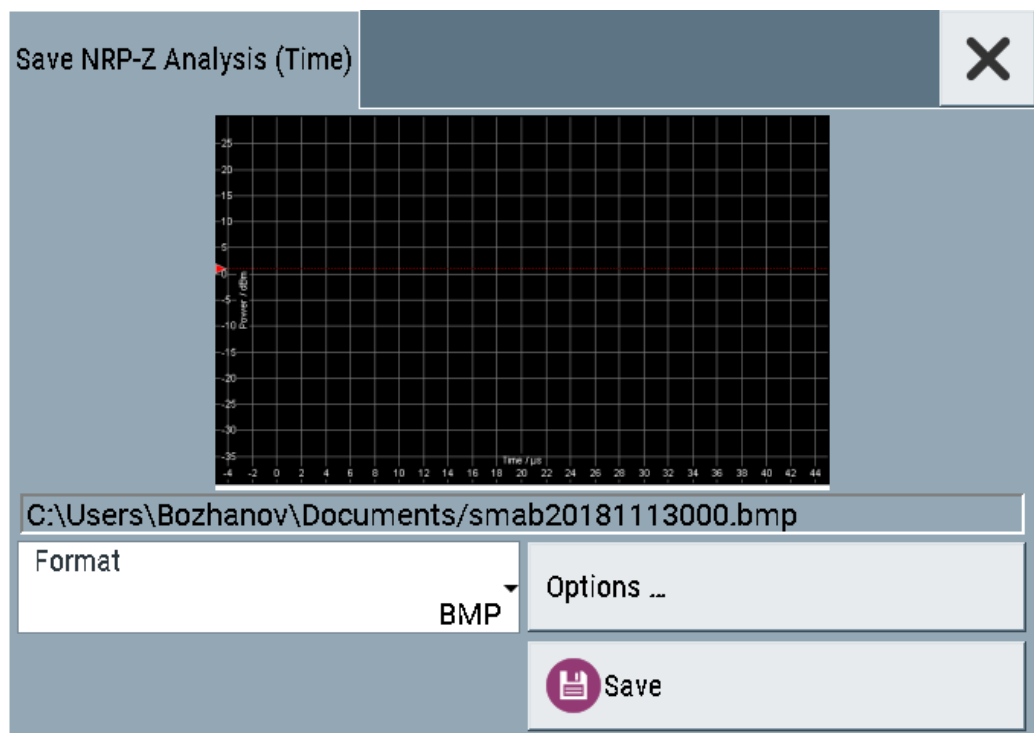 Save NRP-Z Analysis (Time)
25
20
15
10
5
0
-5
-10
-15
-20
-25
-30
-35
Power / dBm
Time / µs
-4 -2 0 2 4 6 8 10 12 14 16 18 20 22 24 26 28 30 32 34 36 38 40 42 44
C:\Users\Bozhanov\Documents/smab20181113000.bmp
Format
BMP
Options ...
Save